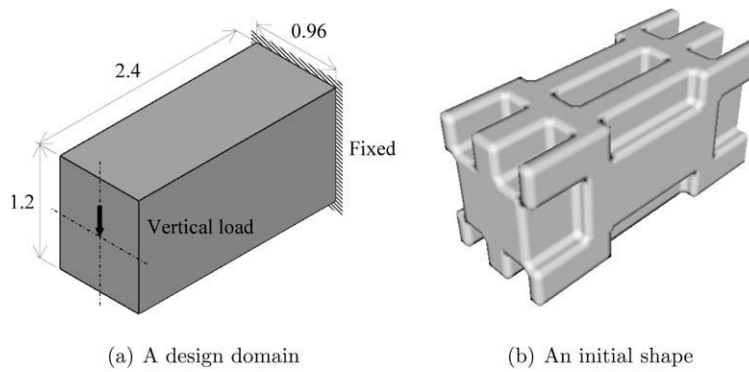 0.96
2.4
Fixed
1.2
Vertical load
(a) A design domain
(b) An initial shape